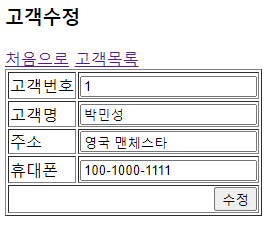 고객수정
처음으로 고객목록
고객번호 1
고객명 박민성
주소 영국 맨체스타
휴대폰 100-1000-1111
수정